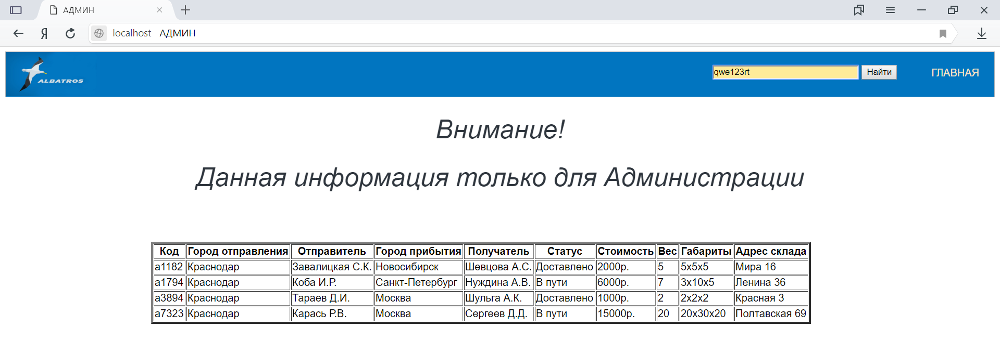 АДМИН
localhost АДМИН
ALBATROS
qwe123rt Найти ГЛАВНАЯ
Внимание!
Данная информация только для Администрации
Код Город отправления Отправитель Город прибытия Получатель Статус Стоимость Вес Габариты Адрес склада
а1182 Краснодар Завалицкая С.К. Новосибирск Шевцова А.С. Доставлено 2000р. 5 5x5x5 Мира 16
а1794 Краснодар Коба И.Р. Санкт-Петербург Нуждина А.В. В пути 6000р. 7 3x10x5 Ленина 36
а3894 Краснодар Тараев Д.И. Москва Шульга А.К. Доставлено 1000р. 2 2x2x2 Красная 3
а7323 Краснодар Карась Р.В. Москва Сергеев Д.Д. В пути 15000р. 20 20x30x20 Полтавская 69